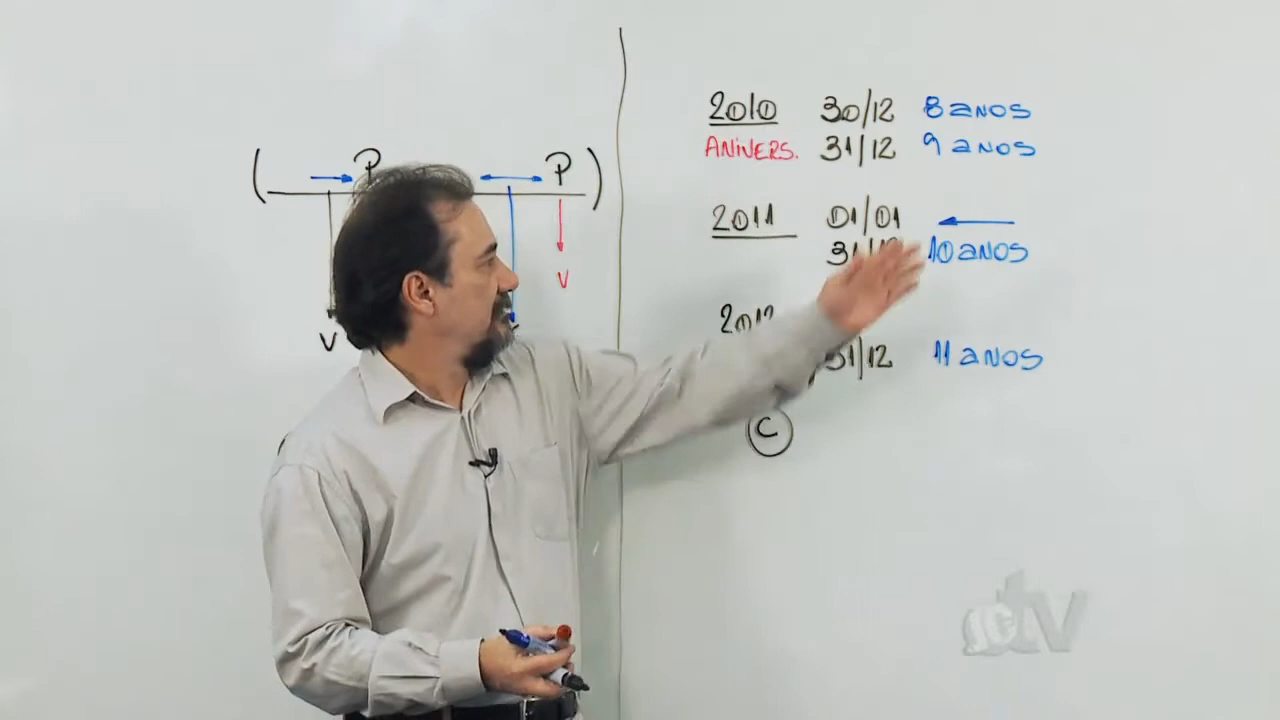 ( P P )
V V
2010 30/12 8 anos
ANIVERS. 31/12 9 anos
2011 01/01
31/12 10 anos
2012
31/12 11 anos
C
tv